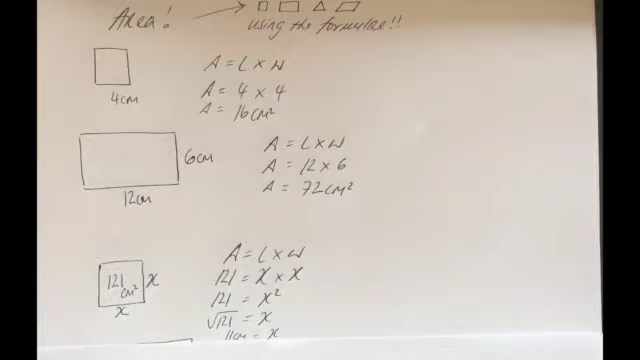 Area!
using the formulae!!
4cm
A = L x W
A = 4 x 4
A = 16cm²
6cm
12cm
A = L x W
A = 12 x 6
A = 72cm²
121 cm²
x
x
A = L x W
121 = x x x
121 = x²
√121 = x
11cm = x